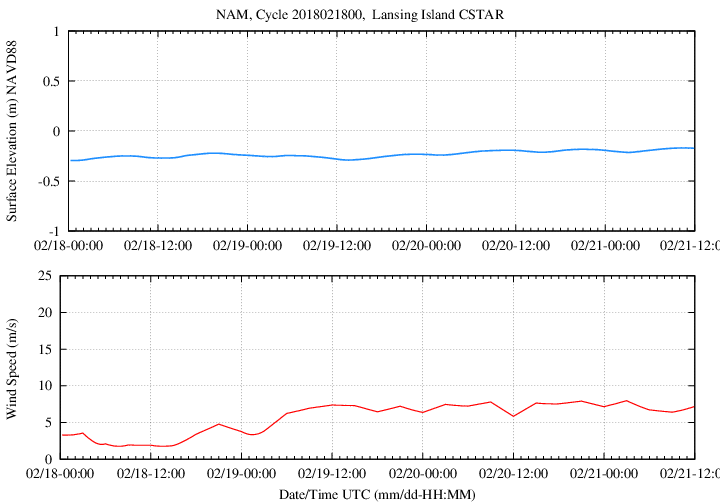 NAM, Cycle 2018021800,  Lansing Island CSTAR
Surface Elevation (m) NAVD88
1
0.5
0
-0.5
-1
02/18-00:00 02/18-12:00 02/19-00:00 02/19-12:00 02/20-00:00 02/20-12:00 02/21-00:00 02/21-12:0
Wind Speed (m/s)
25
20
15
10
5
0
02/18-00:00 02/18-12:00 02/19-00:00 02/19-12:00 02/20-00:00 02/20-12:00 02/21-00:00 02/21-12:0
Date/Time UTC (mm/dd-HH:MM)